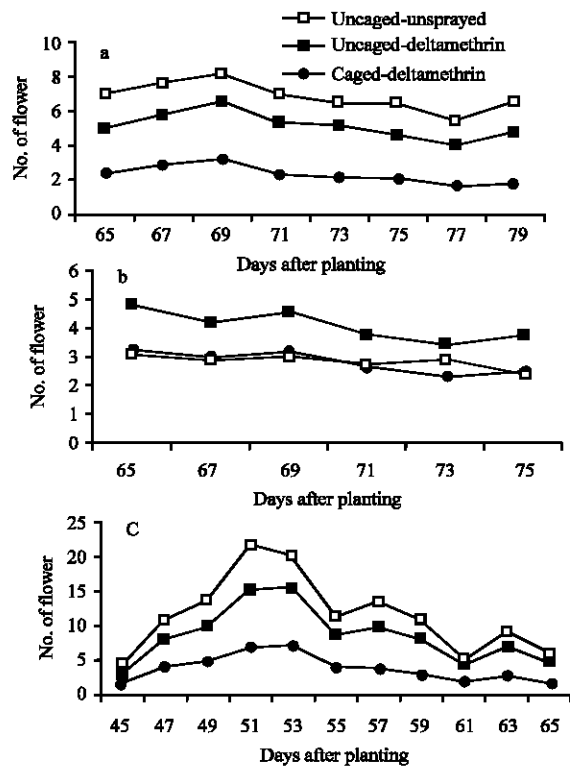 Uncaged-unsprayed
Uncaged-deltamethrin
Caged-deltamethrin
a
No. of flower
10
8
6
4
2
0
65 67 69 71 73 75 77 79
Days after planting
b
No. of flower
6
5
4
3
2
1
0
65 67 69 71 73 75
Days after planting
C
No. of flower
25
20
15
10
5
0
45 47 49 51 53 55 57 59 61 63 65
Days after planting